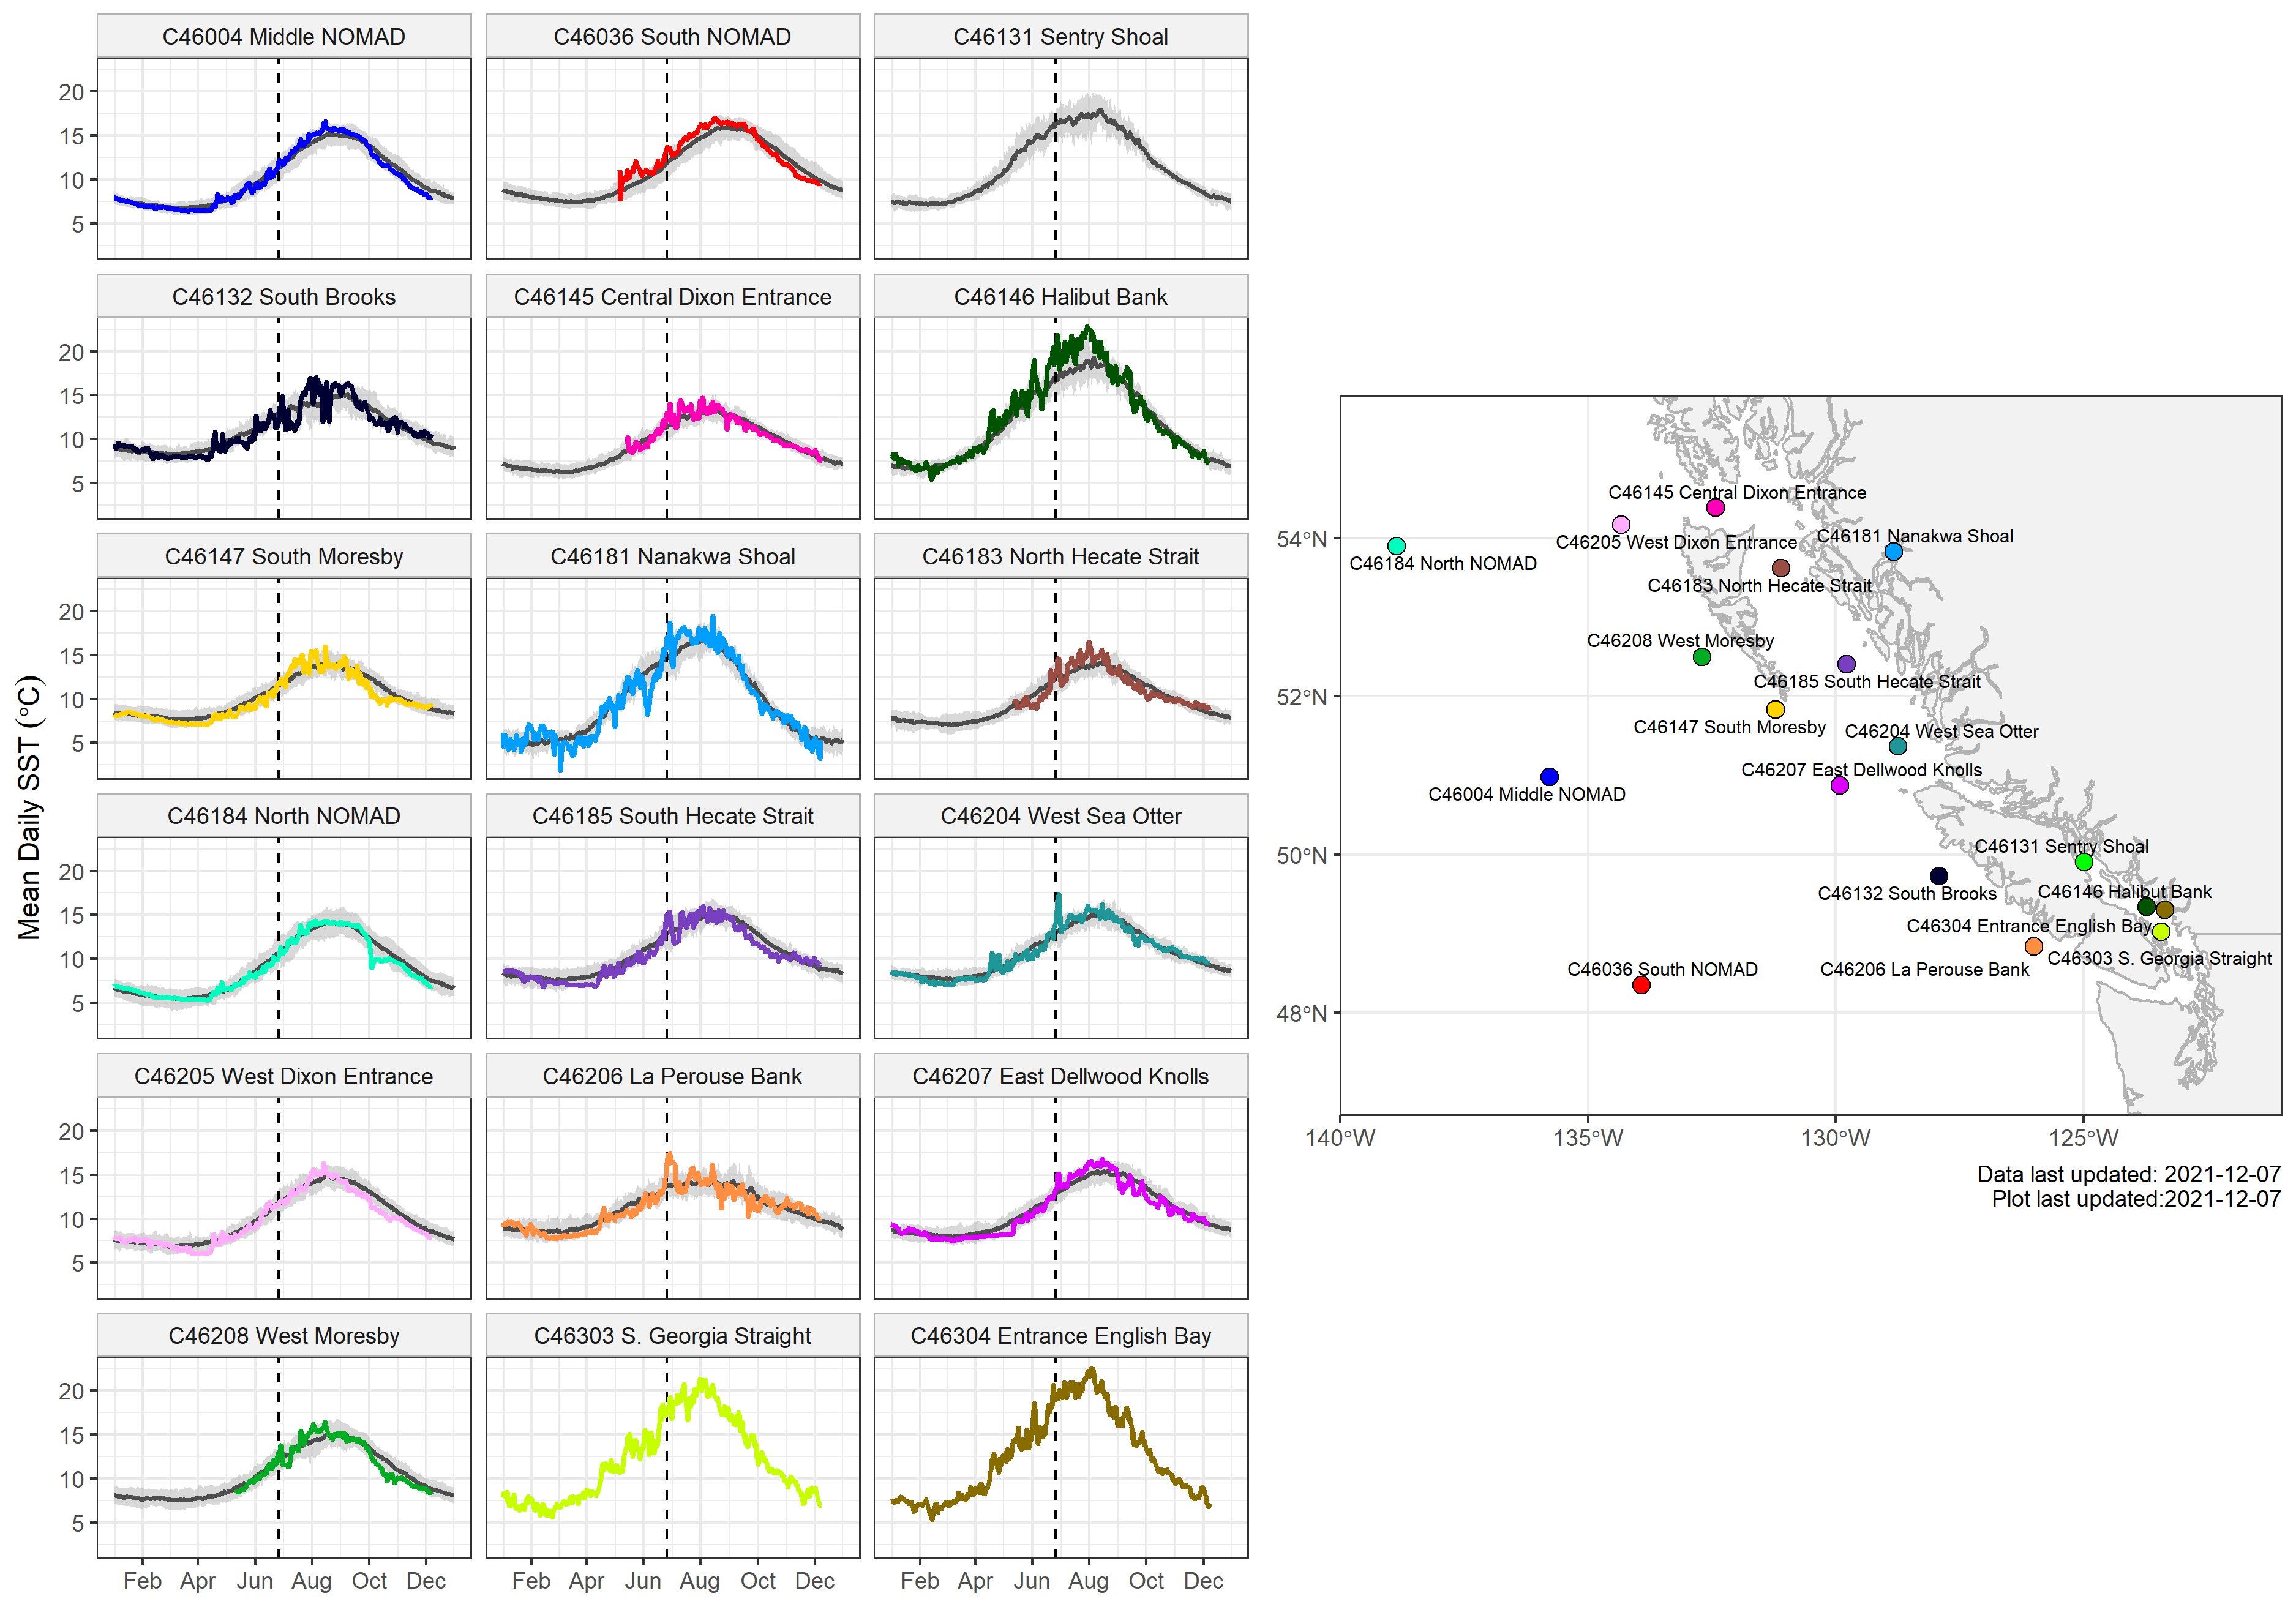 C46004 Middle NOMAD
C46036 South NOMAD
C46131 Sentry Shoal
20
15
10
5
C46132 South Brooks
C46145 Central Dixon Entrance
C46146 Halibut Bank
20
15
10
5
C46147 South Moresby
C46181 Nanakwa Shoal
C46183 North Hecate Strait
20
15
10
5
C46184 North NOMAD
C46185 South Hecate Strait
C46204 West Sea Otter
20
15
10
5
C46205 West Dixon Entrance
C46206 La Perouse Bank
C46207 East Dellwood Knolls
20
15
10
5
C46208 West Moresby
C46303 S. Georgia Straight
C46304 Entrance English Bay
20
15
10
5
Feb Apr Jun Aug Oct Dec
Feb Apr Jun Aug Oct Dec
Feb Apr Jun Aug Oct Dec
Mean Daily SST (°C)
C46145 Central Dixon Entrance
C46181 Nanakwa Shoal
C46205 West Dixon Entrance
C46184 North NOMAD
C46183 North Hecate Strait
C46208 West Moresby
C46185 South Hecate Strait
C46147 South Moresby
C46204 West Sea Otter
C46207 East Dellwood Knolls
C46004 Middle NOMAD
C46131 Sentry Shoal
C46132 South Brooks
C46146 Halibut Bank
C46304 Entrance English Bay
C46303 S. Georgia Straight
C46036 South NOMAD
C46206 La Perouse Bank
54°N
52°N
50°N
48°N
140°W
135°W
130°W
125°W
Data last updated: 2021-12-07
Plot last updated:2021-12-07